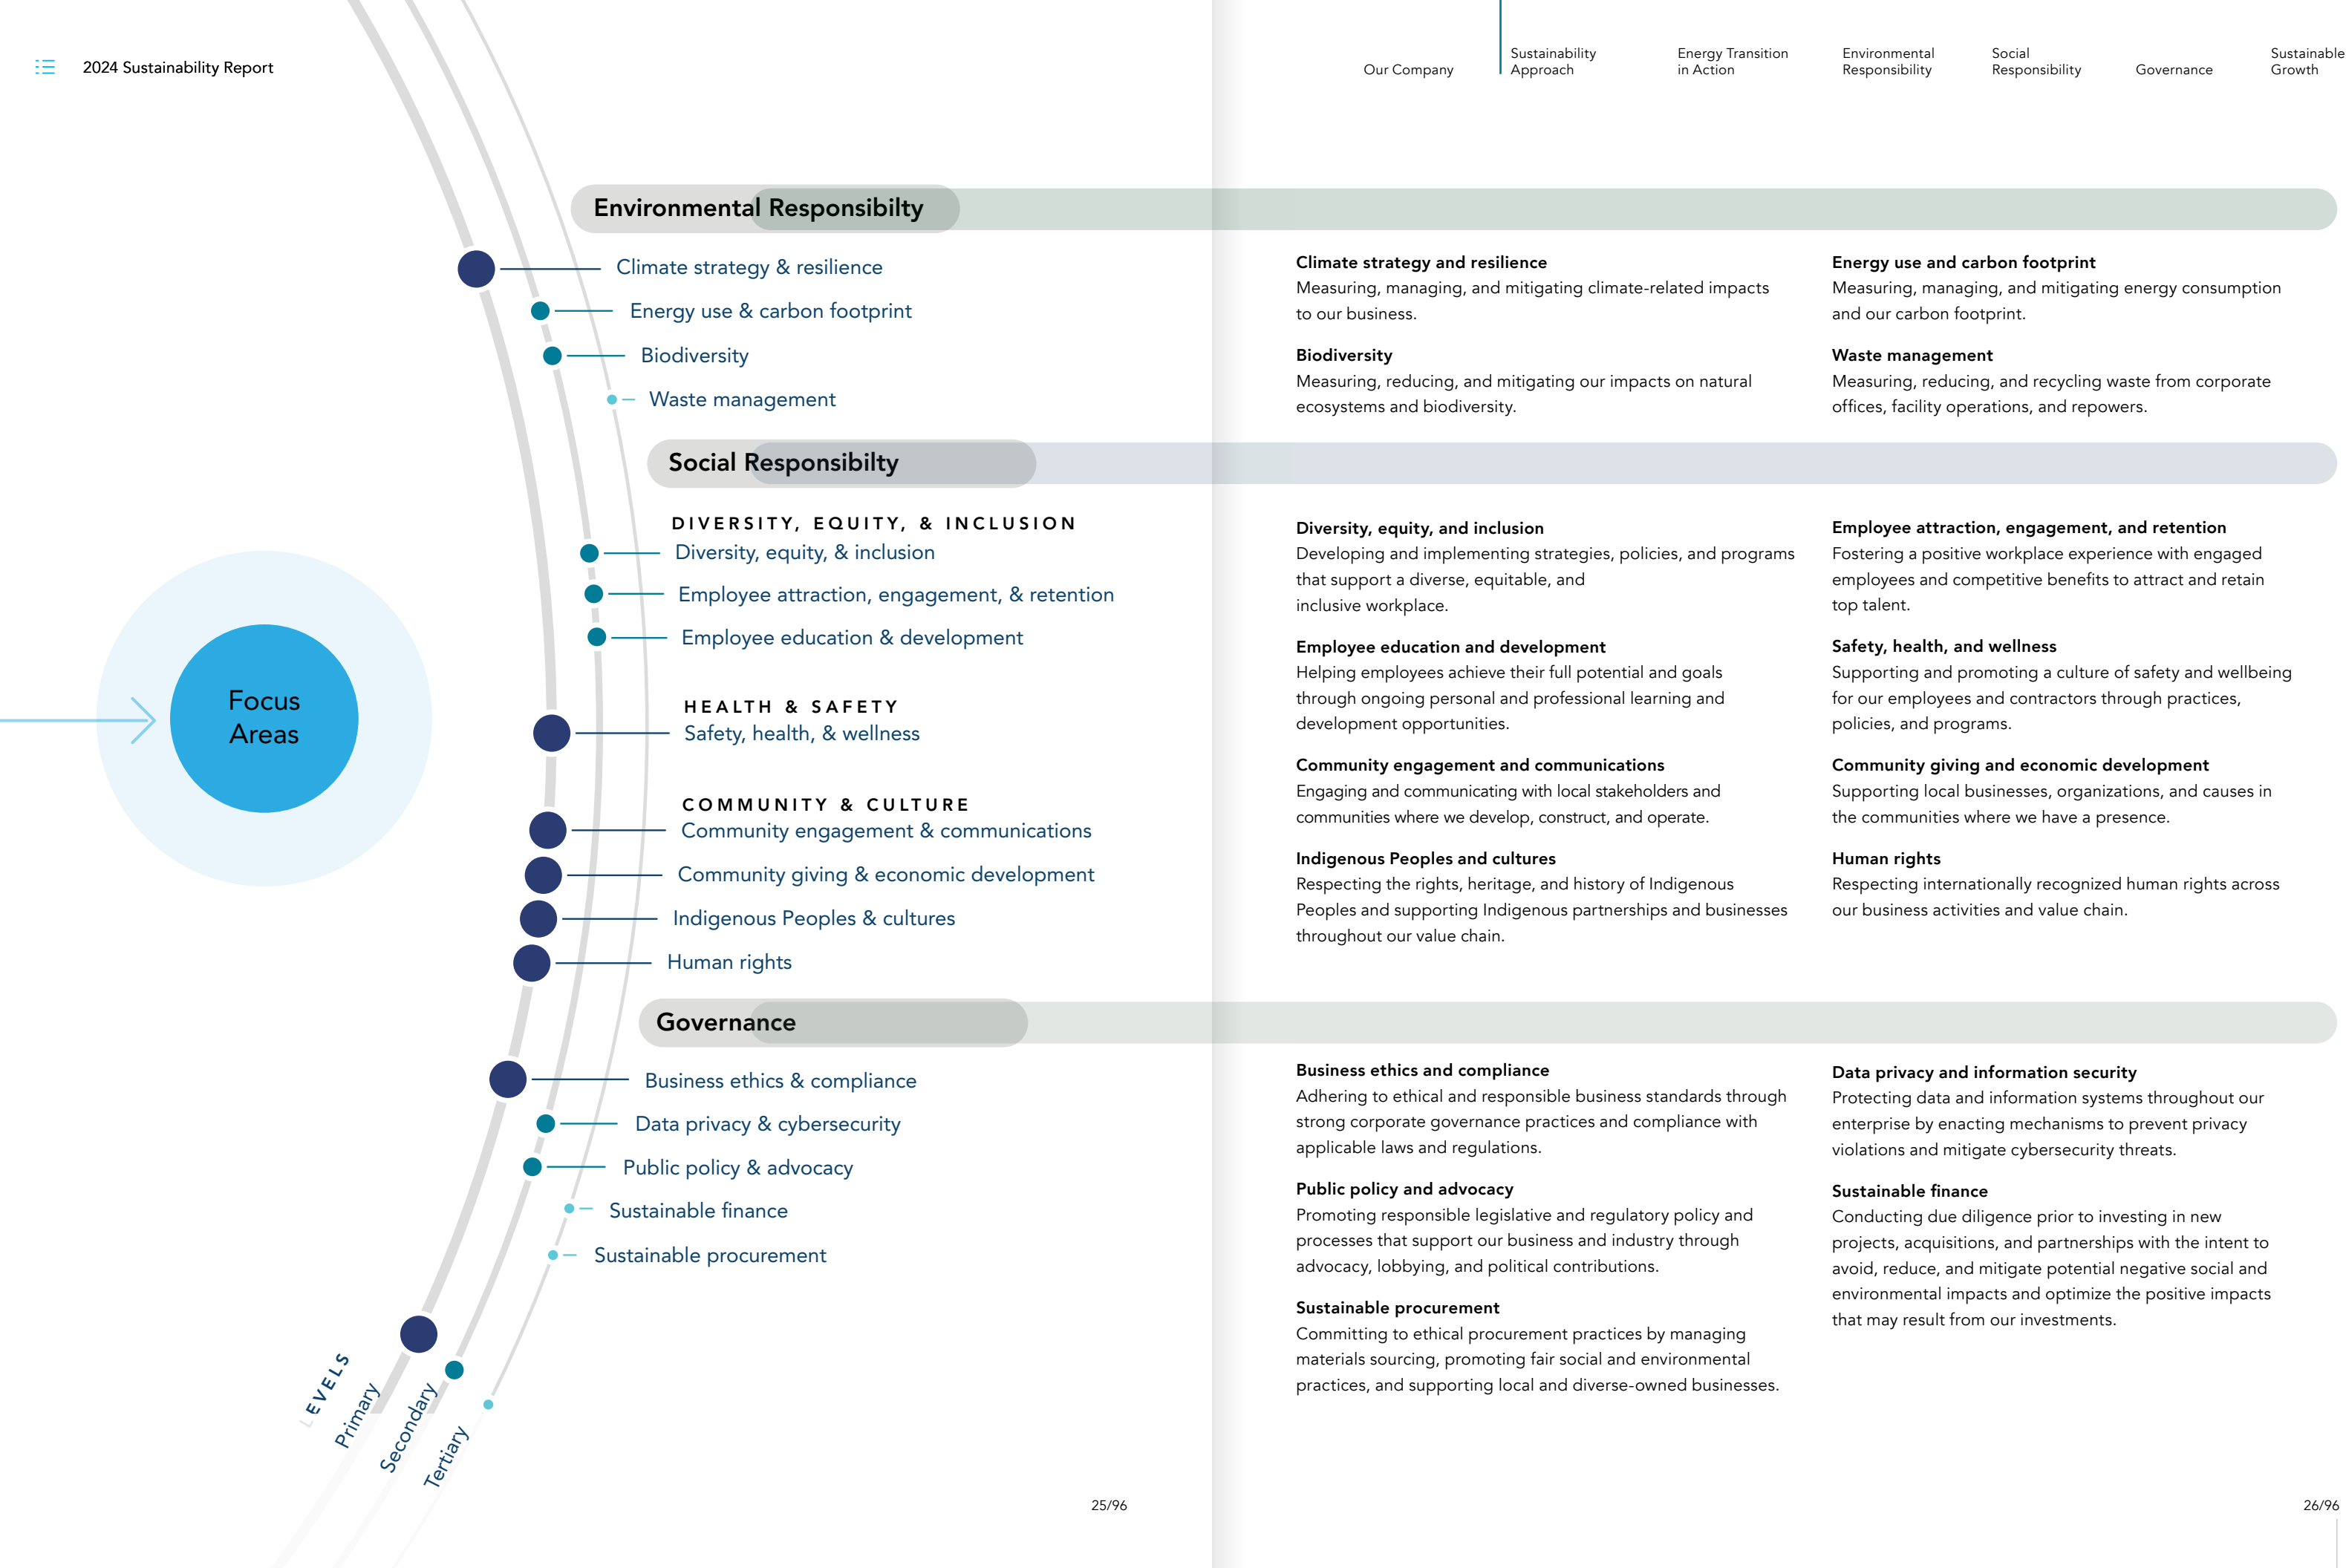 2024 Sustainability Report
Our Company
Sustainability
Approach
Energy Transition
in Action
Environmental
Responsibility
Social
Responsibility
Governance
Sustainable
Growth
Focus
Areas
Environmental Responsibilty
Climate strategy & resilience
Energy use & carbon footprint
Biodiversity
Waste management
Social Responsibilty
DIVERSITY, EQUITY, & INCLUSION
Diversity, equity, & inclusion
Employee attraction, engagement, & retention
Employee education & development
HEALTH & SAFETY
Safety, health, & wellness
COMMUNITY & CULTURE
Community engagement & communications
Community giving & economic development
Indigenous Peoples & cultures
Human rights
Governance
Business ethics & compliance
Data privacy & cybersecurity
Public policy & advocacy
Sustainable finance
Sustainable procurement
LEVELS
Primary
Secondary
Tertiary
25/96
Climate strategy and resilience
Measuring, managing, and mitigating climate-related impacts
to our business.
Biodiversity
Measuring, reducing, and mitigating our impacts on natural
ecosystems and biodiversity.
Energy use and carbon footprint
Measuring, managing, and mitigating energy consumption
and our carbon footprint.
Waste management
Measuring, reducing, and recycling waste from corporate
offices, facility operations, and repowers.
Diversity, equity, and inclusion
Developing and implementing strategies, policies, and programs
that support a diverse, equitable, and
inclusive workplace.
Employee education and development
Helping employees achieve their full potential and goals
through ongoing personal and professional learning and
development opportunities.
Community engagement and communications
Engaging and communicating with local stakeholders and
communities where we develop, construct, and operate.
Indigenous Peoples and cultures
Respecting the rights, heritage, and history of Indigenous
Peoples and supporting Indigenous partnerships and businesses
throughout our value chain.
Employee attraction, engagement, and retention
Fostering a positive workplace experience with engaged
employees and competitive benefits to attract and retain
top talent.
Safety, health, and wellness
Supporting and promoting a culture of safety and wellbeing
for our employees and contractors through practices,
policies, and programs.
Community giving and economic development
Supporting local businesses, organizations, and causes in
the communities where we have a presence.
Human rights
Respecting internationally recognized human rights across
our business activities and value chain.
Business ethics and compliance
Adhering to ethical and responsible business standards through
strong corporate governance practices and compliance with
applicable laws and regulations.
Public policy and advocacy
Promoting responsible legislative and regulatory policy and
processes that support our business and industry through
advocacy, lobbying, and political contributions.
Sustainable procurement
Committing to ethical procurement practices by managing
materials sourcing, promoting fair social and environmental
practices, and supporting local and diverse-owned businesses.
Data privacy and information security
Protecting data and information systems throughout our
enterprise by enacting mechanisms to prevent privacy
violations and mitigate cybersecurity threats.
Sustainable finance
Conducting due diligence prior to investing in new
projects, acquisitions, and partnerships with the intent to
avoid, reduce, and mitigate potential negative social and
environmental impacts and optimize the positive impacts
that may result from our investments.
26/96